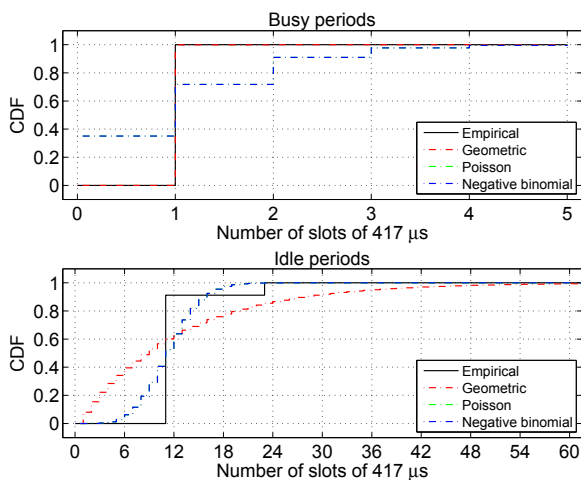 Busy periods
1
0.8
0.6
0.4
0.2
0
CDF
Empirical
Geometric
Poisson
Negative binomial
0 1 2 3 4 5
Number of slots of 417 μs
Idle periods
1
0.8
0.6
0.4
0.2
0
CDF
Empirical
Geometric
Poisson
Negative binomial
0 6 12 18 24 30 36 42 48 54 60
Number of slots of 417 μs